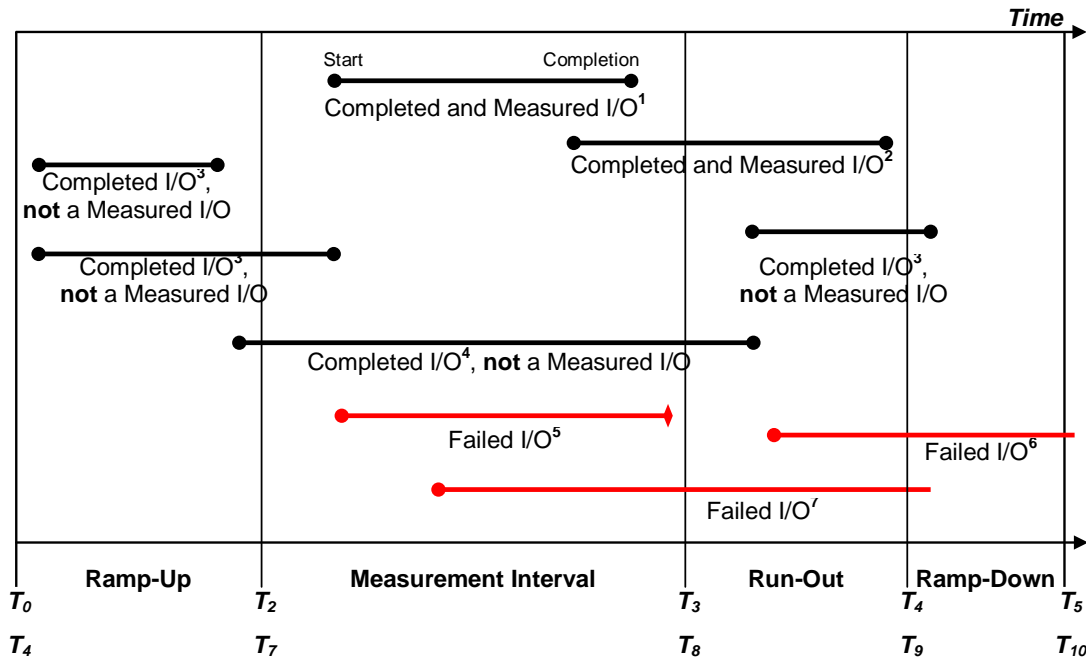 Time
Start Completion
Completed and Measured I/O¹
Completed and Measured I/O²
Completed I/O³,
not a Measured I/O
Completed I/O³,
not a Measured I/O
Completed I/O³,
not a Measured I/O
Completed I/O⁴, not a Measured I/O
Failed I/O⁵
Failed I/O⁶
Failed I/O⁷
Ramp-Up Measurement Interval Run-Out Ramp-Down
T₀ T₂ T₃ T₄ T₅
T₄ T₇ T₈ T₉ T₁₀